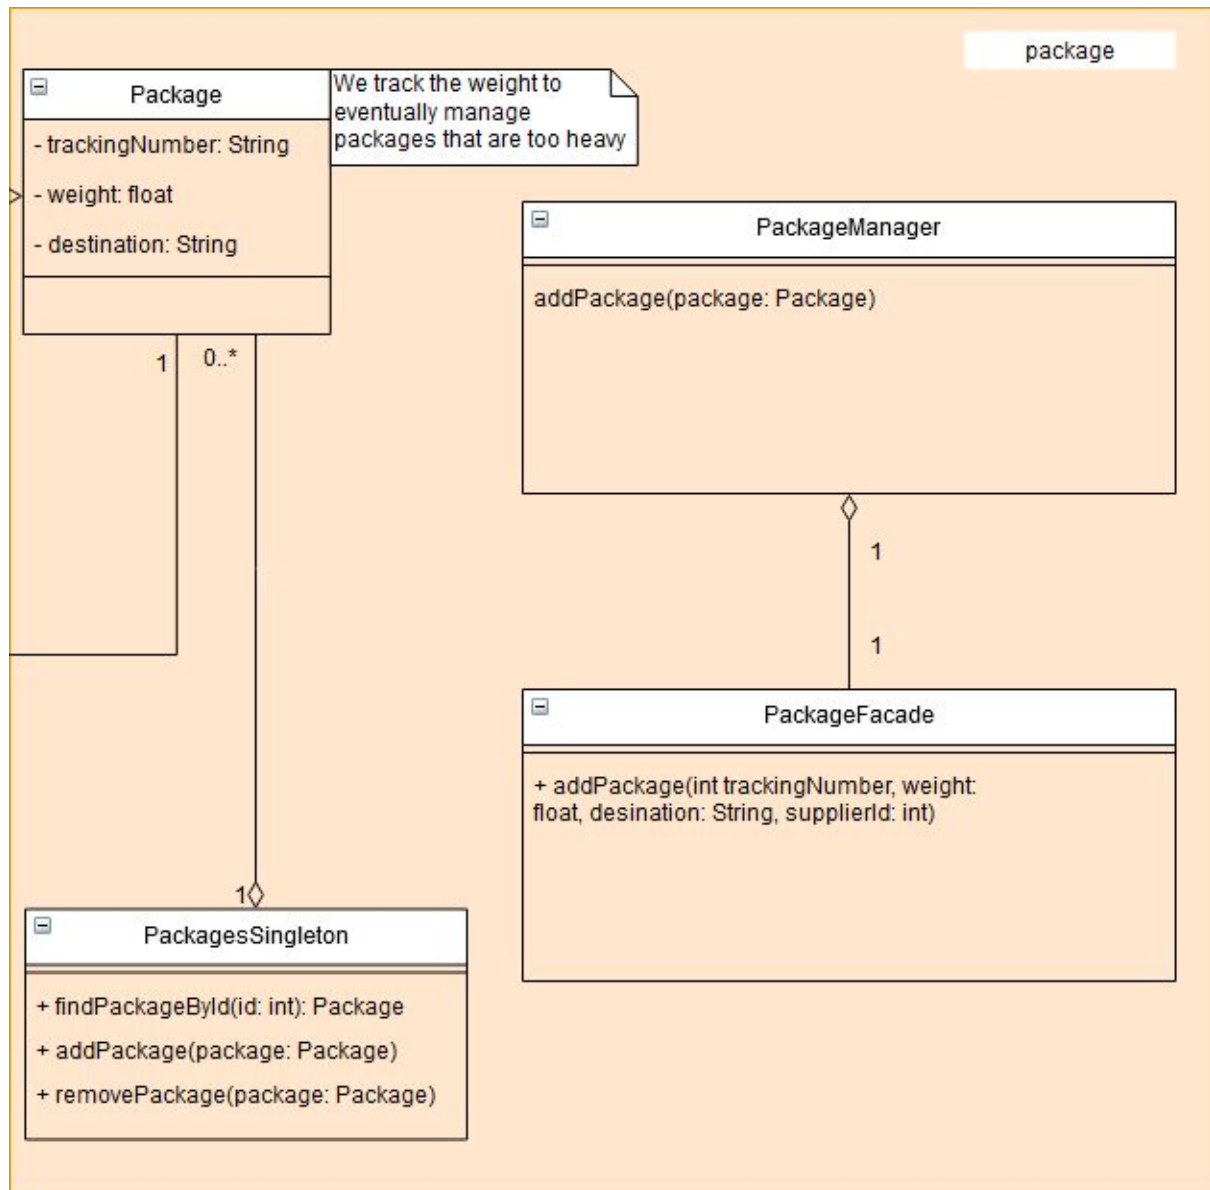 package
Package
- trackingNumber: String
- weight: float
- destination: String
We track the weight to
eventually manage
packages that are too heavy
PackageManager
addPackage(package: Package)
1
0..*
1
1
PackageFacade
+ addPackage(int trackingNumber, weight:
float, desination: String, supplierId: int)
1
PackagesSingleton
+ findPackageById(id: int): Package
+ addPackage(package: Package)
+ removePackage(package: Package)